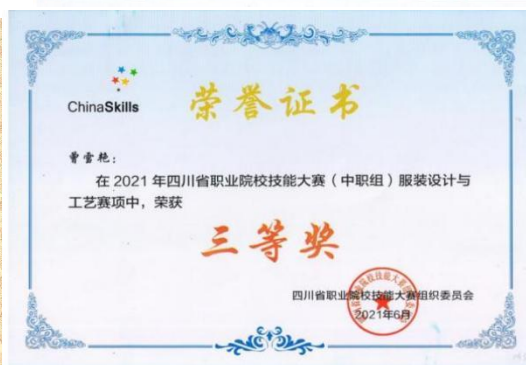 ChinaSkills
荣誉证书
曾雪艳：
在 2021 年四川省职业院校技能大赛（中职组）服装设计与
工艺赛项中，荣获
三等奖
四川省职业院校技能大赛组织委员会
2021年6月